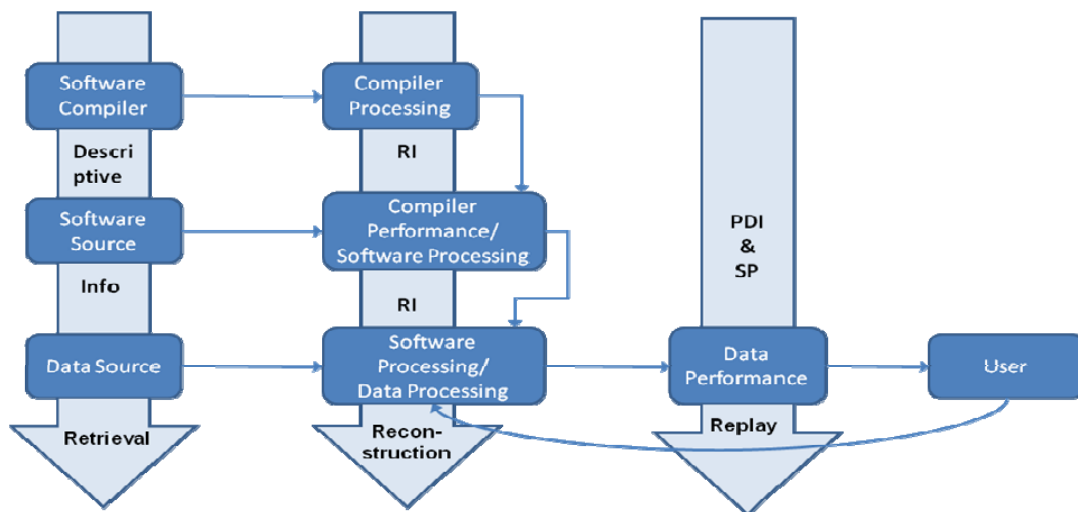 Software
Compiler
Compiler
Processing
Descri
ptive
RI
Software
Source
Compiler
Performance/
Software Processing
PDI
&
SP
Info
RI
Data Source
Software
Processing/
Data Processing
Data
Performance
User
Retrieval
Recon-
struction
Replay